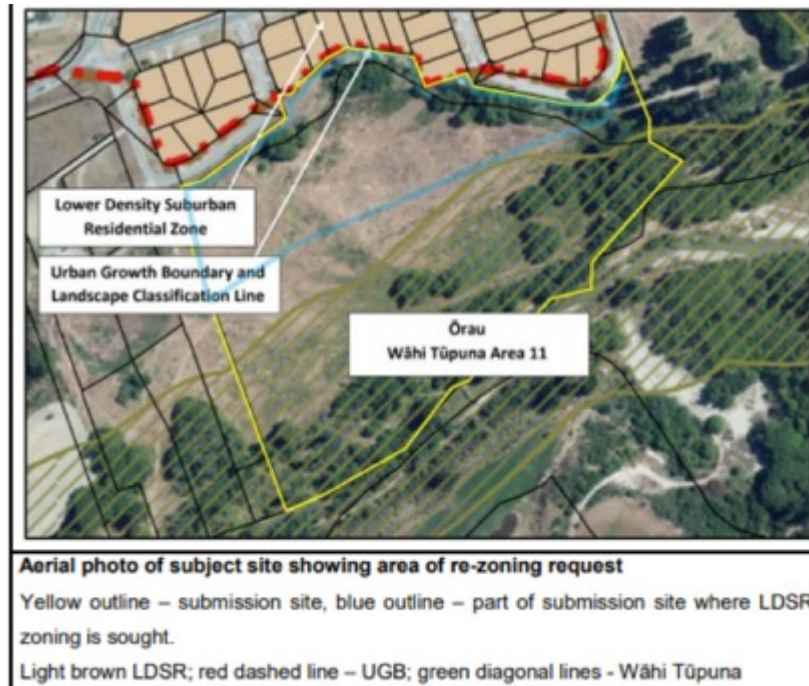 Lower Density Suburban
Residential Zone
Urban Growth Boundary and
Landscape Classification Line
Ōrau
Wāhi Tūpuna Area 11
Aerial photo of subject site showing area of re-zoning request
Yellow outline – submission site, blue outline – part of submission site where LDSR
zoning is sought.
Light brown LDSR; red dashed line – UGB; green diagonal lines - Wāhi Tūpuna